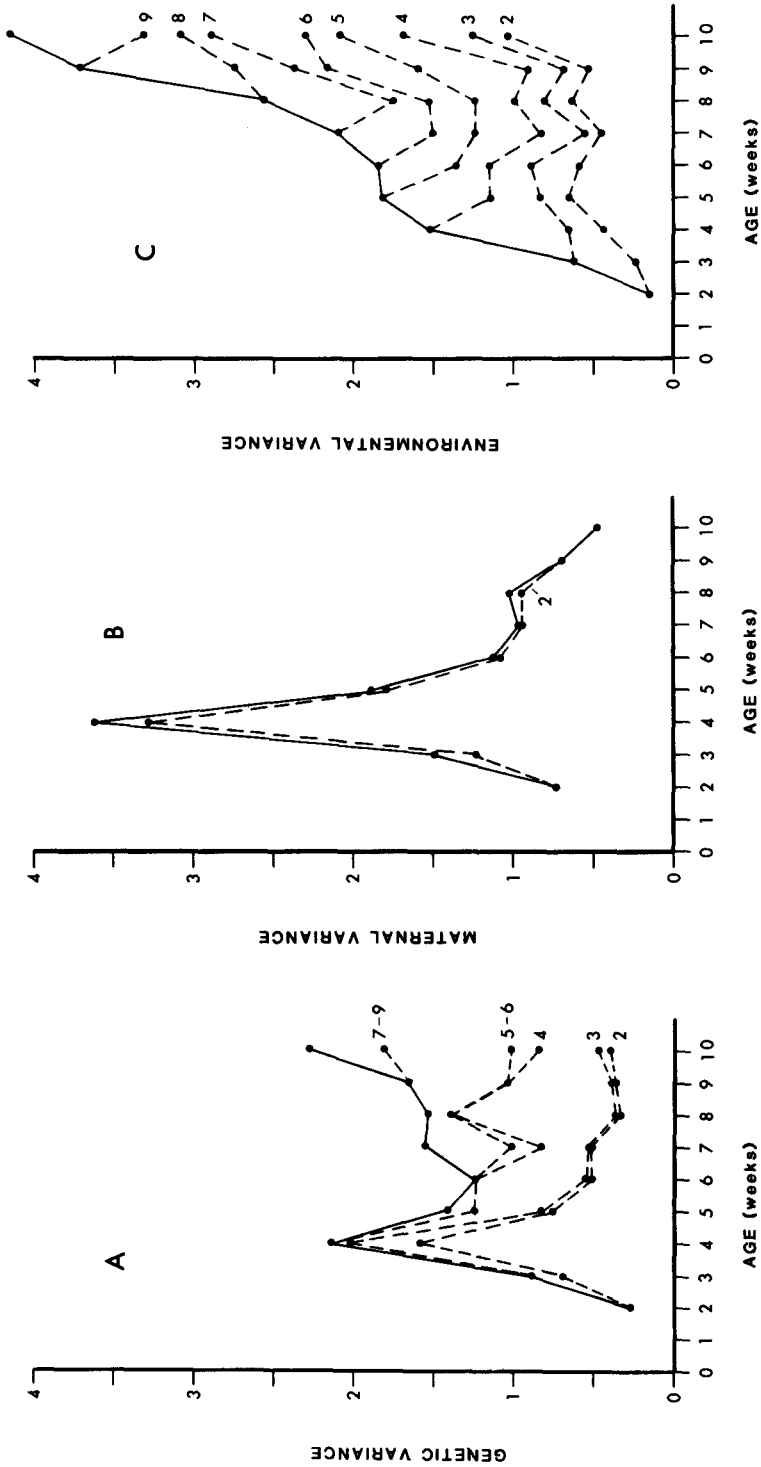 A
GENETIC VARIANCE
4
3
2
1
0
7-9
5-6
4
3
2
0 1 2 3 4 5 6 7 8 9 10
AGE (weeks)
B
MATERNAL VARIANCE
4
3
2
1
0
2
0 1 2 3 4 5 6 7 8 9 10
AGE (weeks)
C
ENVIRONMENTAL VARIANCE
4
3
2
1
0
9
8
7
6
5
4
3
2
0 1 2 3 4 5 6 7 8 9 10
AGE (weeks)